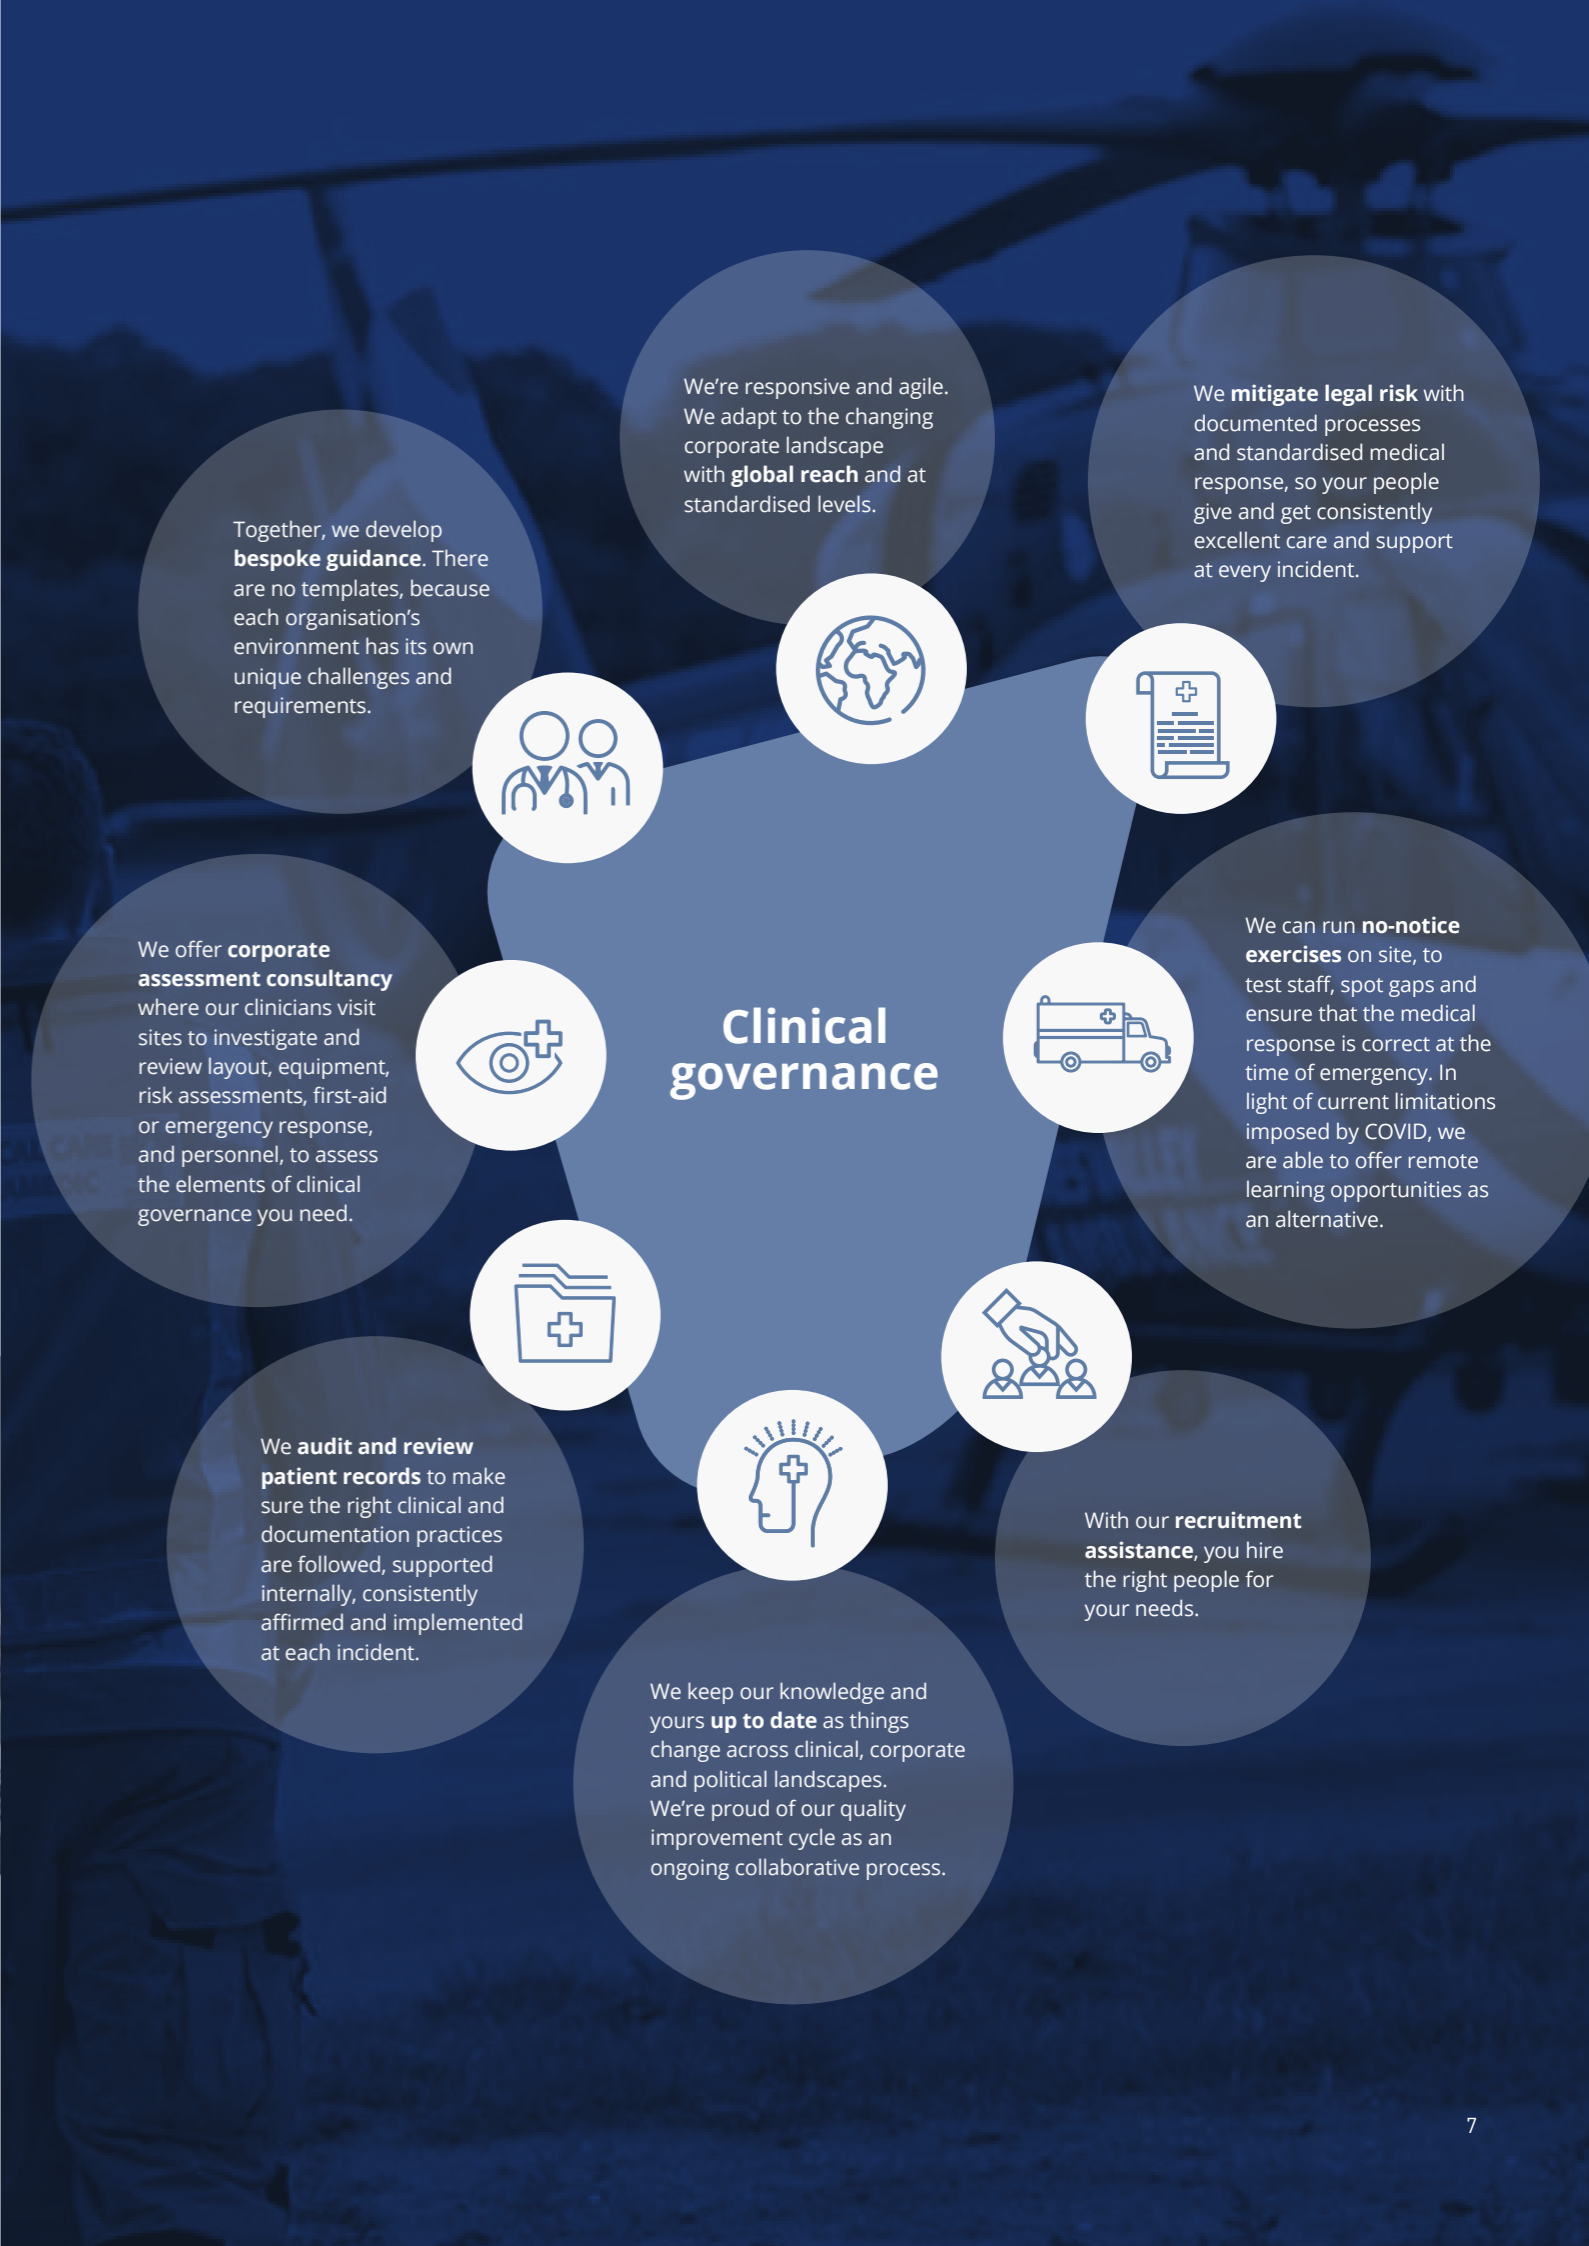 We're responsive and agile.
We adapt to the changing
corporate landscape
with global reach and at
standardised levels.
We mitigate legal risk with
documented processes
and standardised medical
response, so your people
give and get consistently
excellent care and support
at every incident.
Together, we develop
bespoke guidance. There
are no templates, because
each organisation's
environment has its own
unique challenges and
requirements.
We can run no-notice
exercises on site, to
test staff, spot gaps and
ensure that the medical
response is correct at the
time of emergency. In
light of current limitations
imposed by COVID, we
are able to offer remote
learning opportunities as
an alternative.
We offer corporate
assessment consultancy
where our clinicians visit
sites to investigate and
review layout, equipment,
risk assessments, first-aid
or emergency response,
and personnel, to assess
the elements of clinical
governance you need.
Clinical
governance
We audit and review
patient records to make
sure the right clinical and
documentation practices
are followed, supported
internally, consistently
affirmed and implemented
at each incident.
With our recruitment
assistance, you hire
the right people for
your needs.
We keep our knowledge and
yours up to date as things
change across clinical, corporate
and political landscapes.
We're proud of our quality
improvement cycle as an
ongoing collaborative process.
7